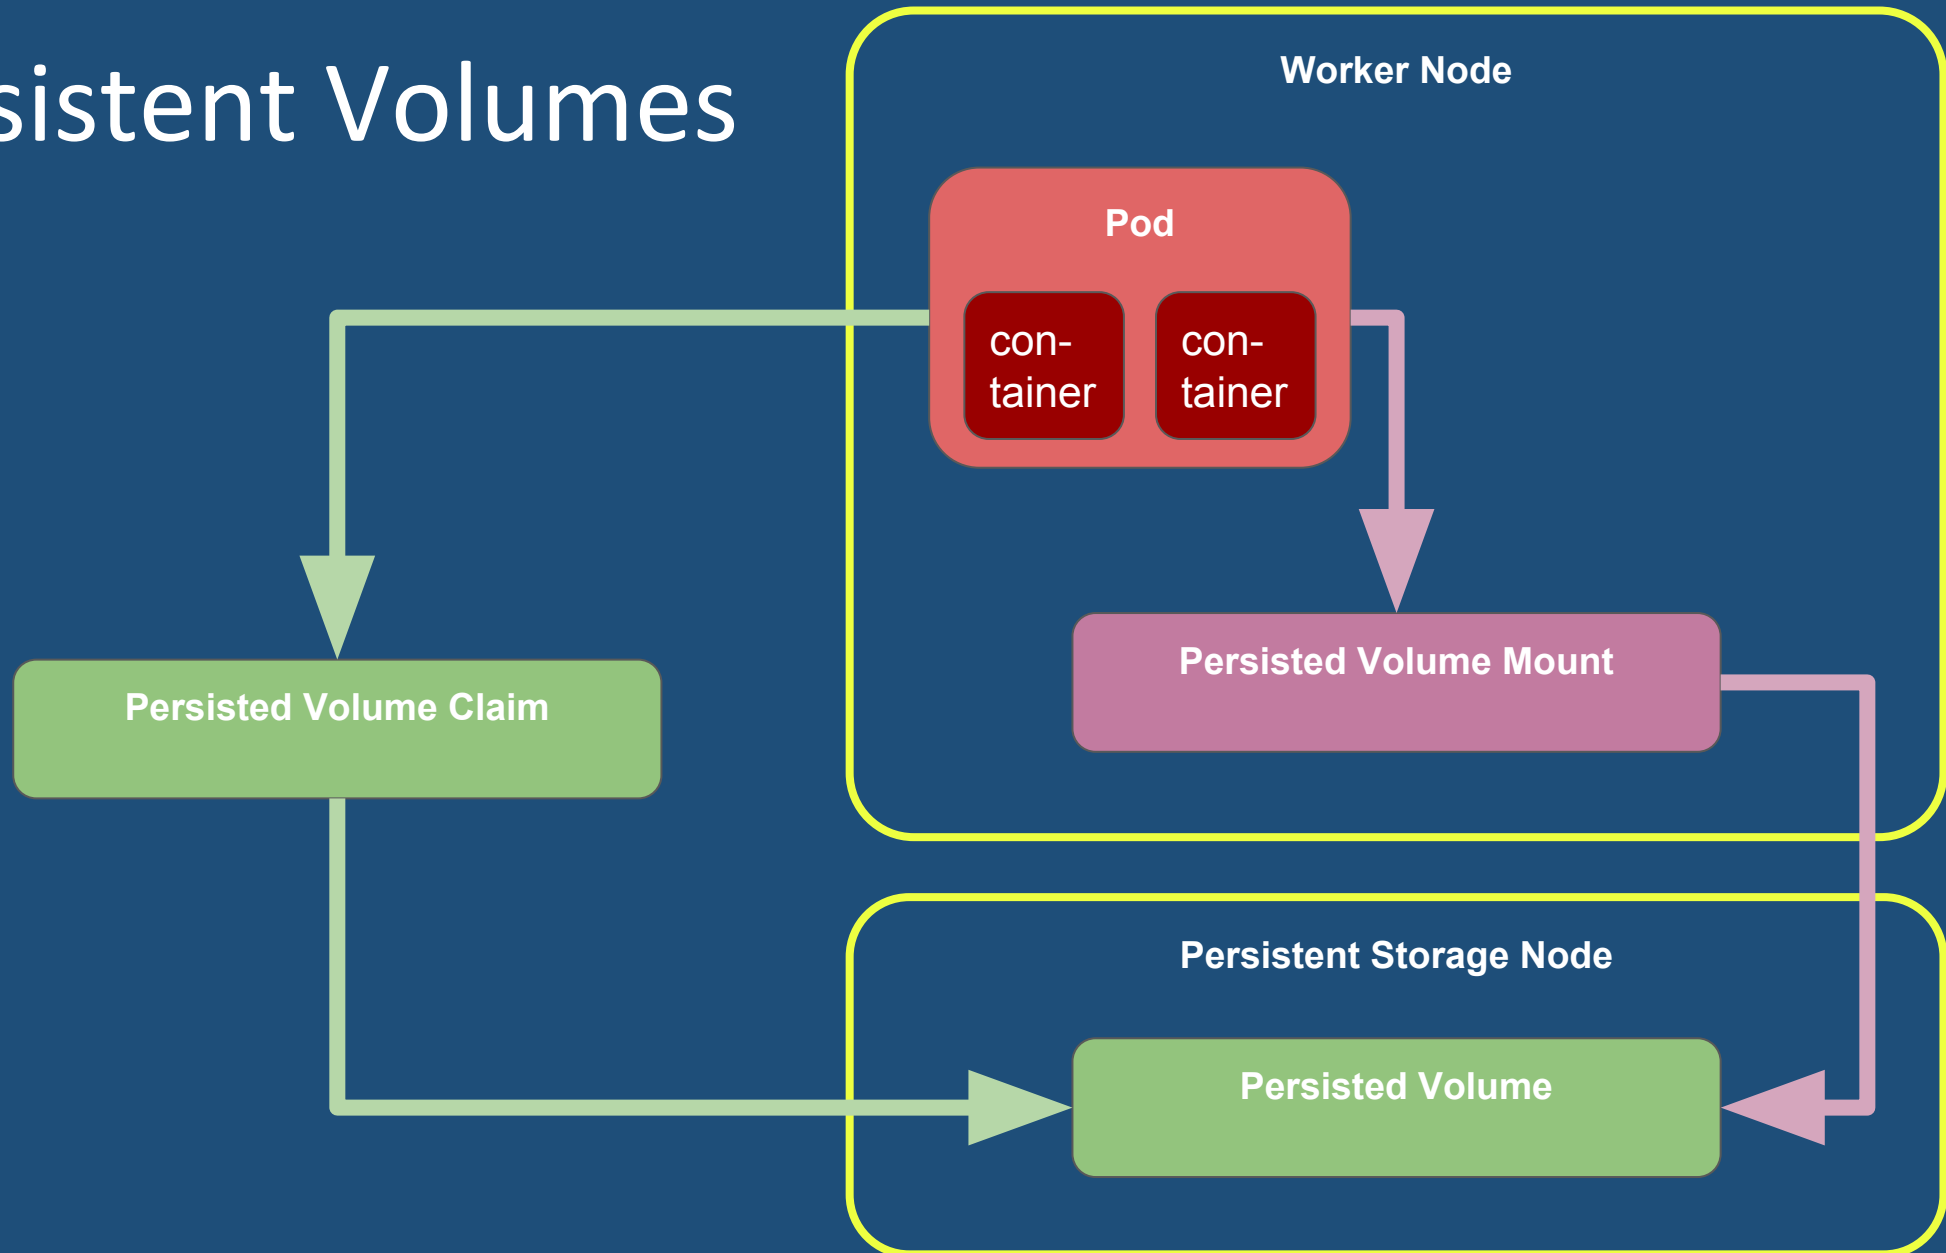 sistent Volumes
Worker Node
Pod
con-
tainer
con-
tainer
Persisted Volume Mount
Persisted Volume Claim
Persistent Storage Node
Persisted Volume